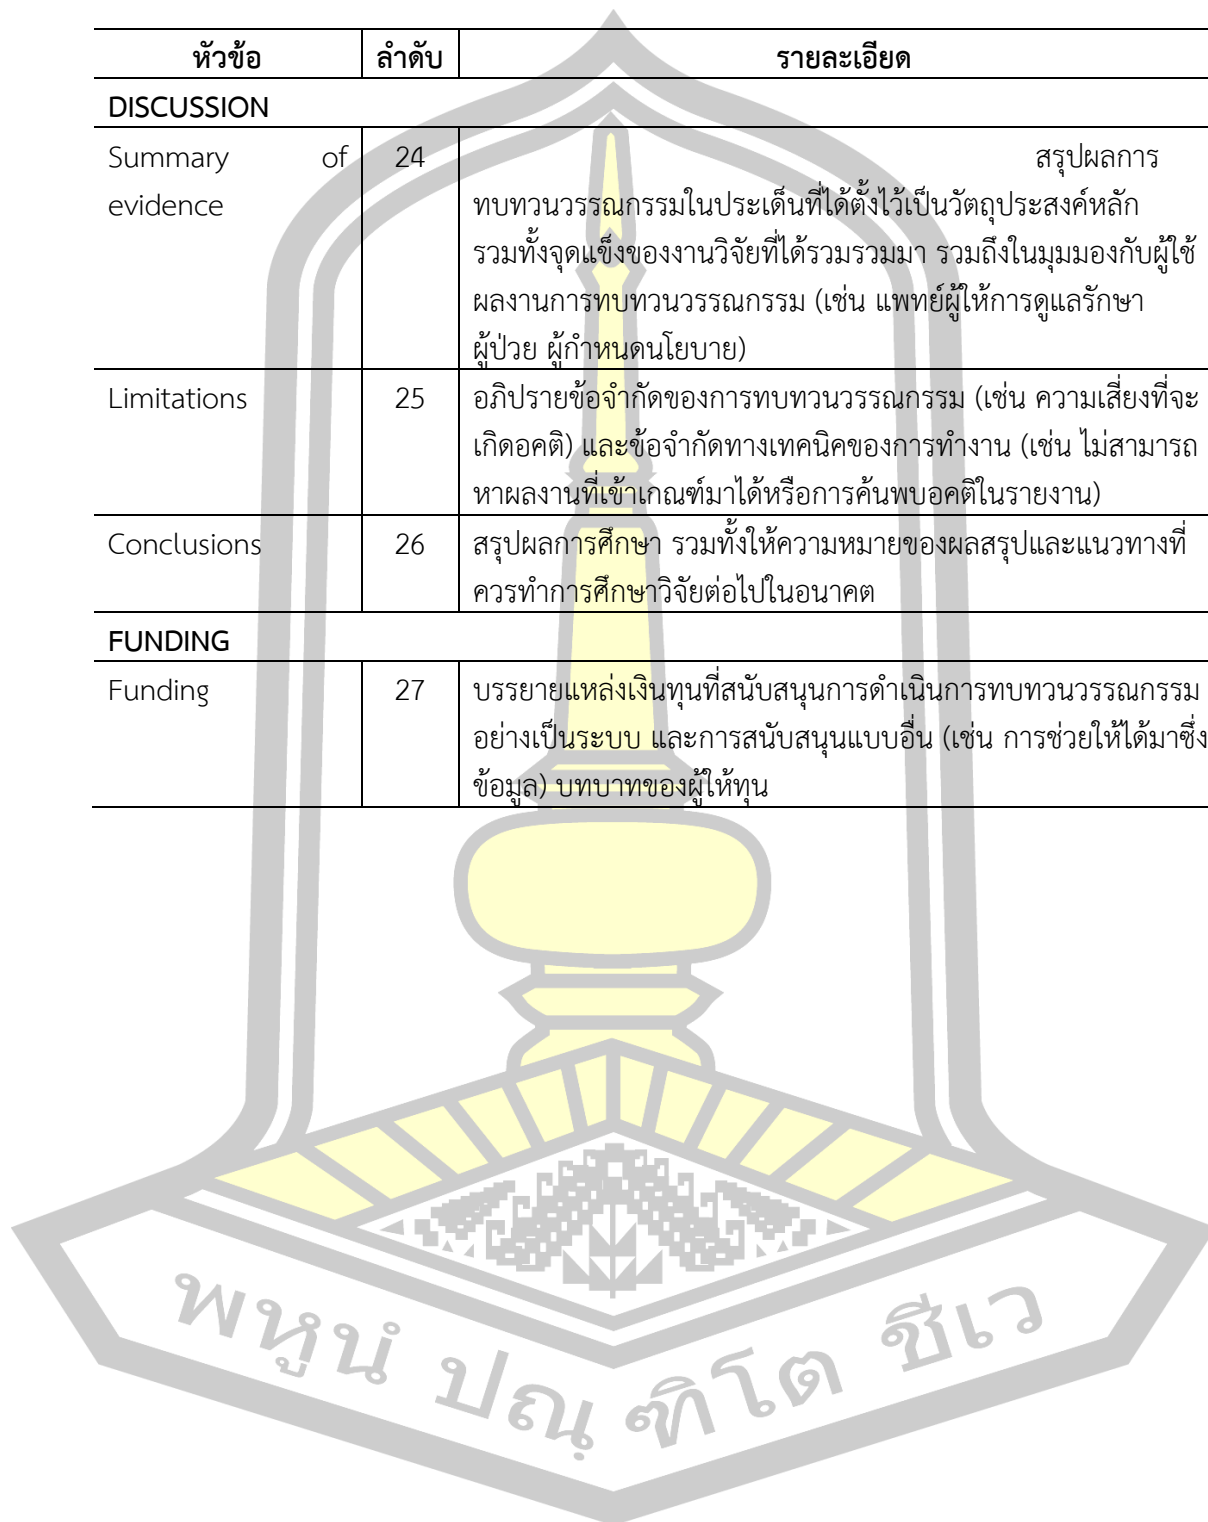 หัวข้อ ลำดับ รายละเอียด
DISCUSSION
Summary of 24 สรุปผลการ
evidence ทบทวนวรรณกรรมในประเด็นที่ได้ตั้งไว้เป็นวัตถุประสงค์หลัก
รวมทั้งจุดแข็งของงานวิจัยที่ได้รวมรวมมา รวมถึงในมุมมองกับผู้ใช้
ผลงานการทบทวนวรรณกรรม (เช่น แพทย์ผู้ให้การดูแลรักษา
ผู้ป่วย ผู้กำหนดนโยบาย)
Limitations 25 อภิปรายข้อจำกัดของการทบทวนวรรณกรรม (เช่น ความเสี่ยงที่จะ
เกิดอคติ) และข้อจำกัดทางเทคนิคของการทำงาน (เช่น ไม่สามารถ
หาผลงานที่เข้าเกณฑ์มาได้หรือการค้นพบอคติในรายงาน)
Conclusions 26 สรุปผลการศึกษา รวมทั้งให้ความหมายของผลสรุปและแนวทางที่
ควรทำการศึกษาวิจัยต่อไปในอนาคต
FUNDING
Funding 27 บรรยายแหล่งเงินทุนที่สนับสนุนการดำเนินการทบทวนวรรณกรรม
อย่างเป็นระบบ และการสนับสนุนแบบอื่น (เช่น การช่วยให้ได้มาซึ่ง
ข้อมูล) บทบาทของผู้ให้ทุน
พหูนํ ปณฺฑิโต ชีเว